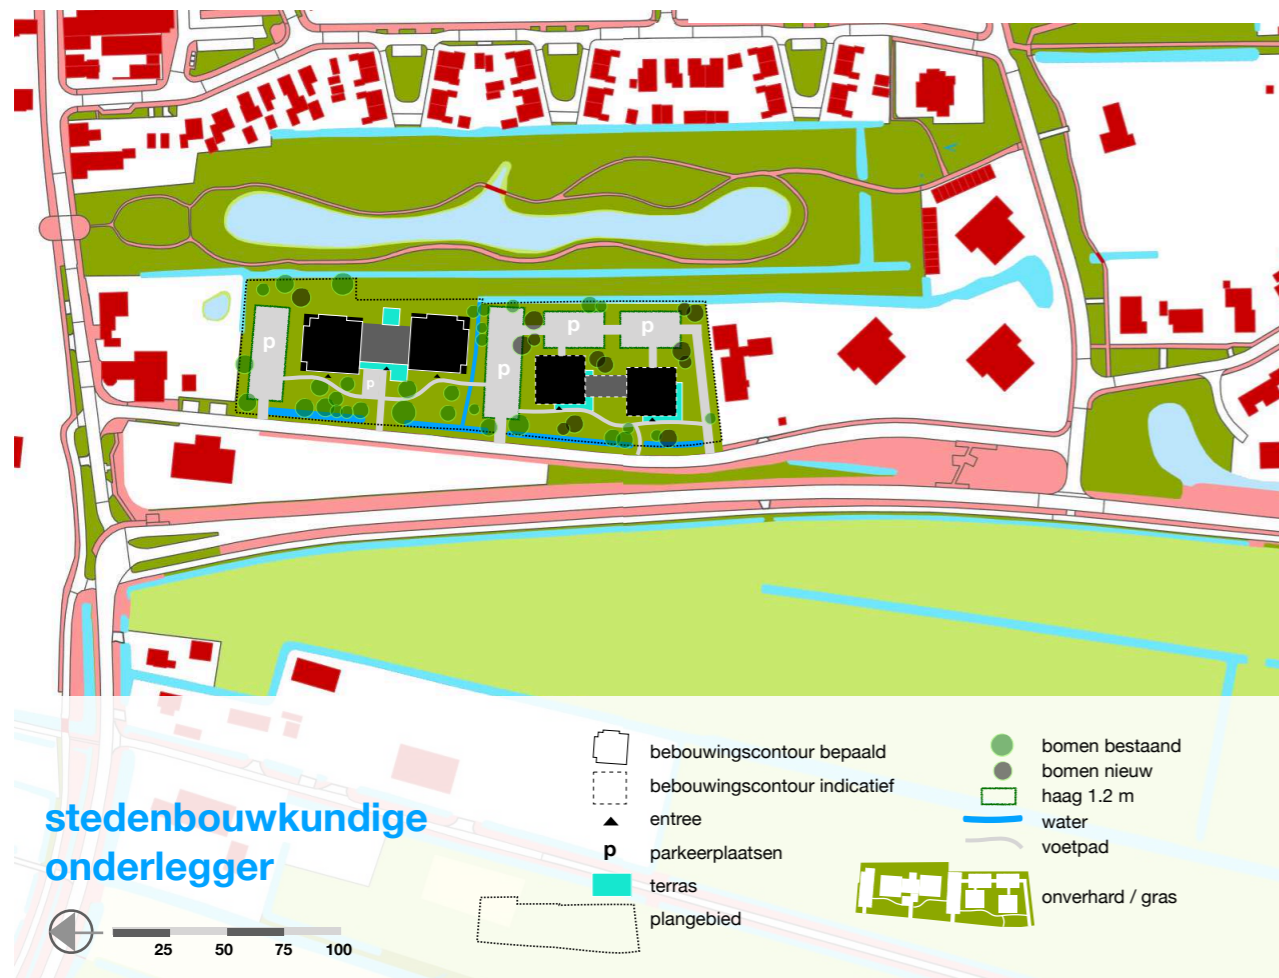 p
p
p
p
p
stedenbouwkundige
onderlegger
25 50 75 100
bebouwingscontour bepaald
bebouwingscontour indicatief
entree
p parkeerplaatsen
terras
plangebied
bomen bestaand
bomen nieuw
haag 1.2 m
water
voetpad
onverhard / gras